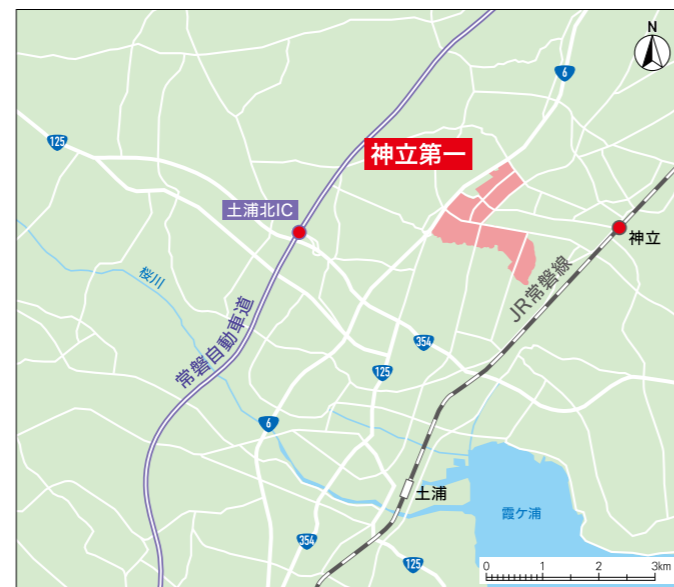 N
6
125
神立第一
土浦北IC
神立
桜川
JR常磐線
常磐自動車道
354
125
6
土浦
霞ケ浦
354
125
0 1 2 3km